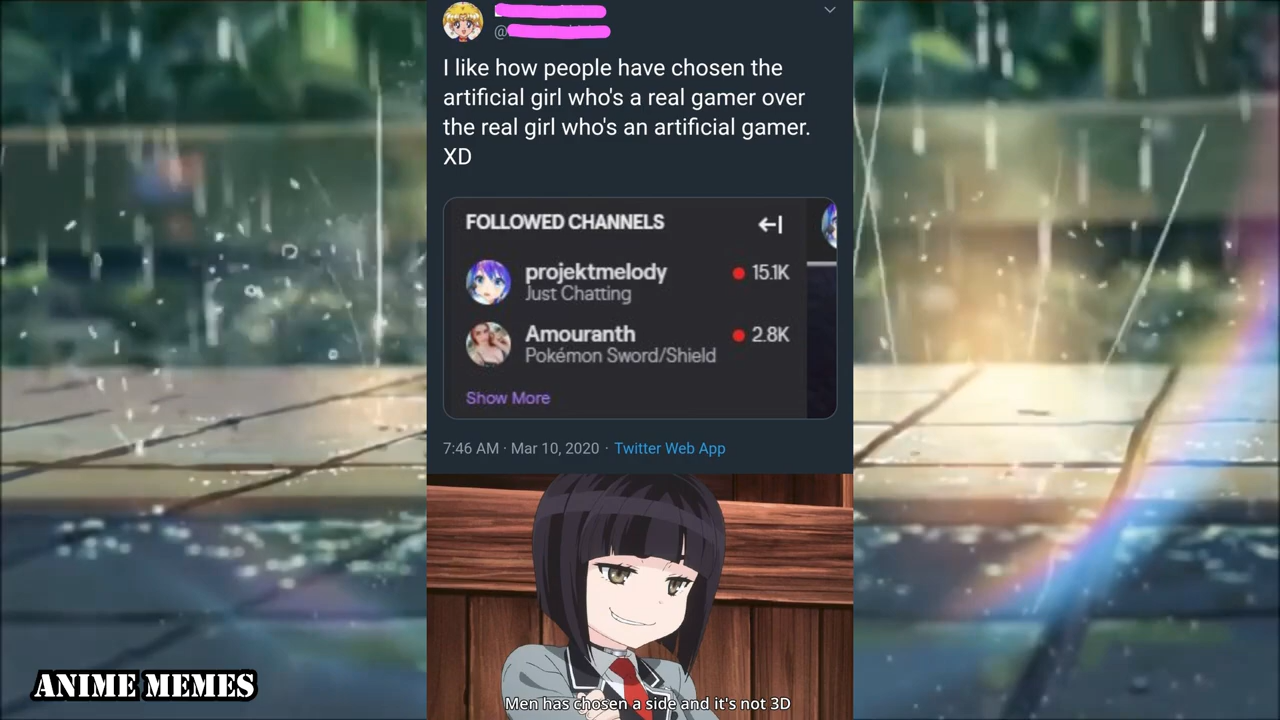 @
I like how people have chosen the
artificial girl who's a real gamer over
the real girl who's an artificial gamer.
XD
FOLLOWED CHANNELS
projektmelody
15.1K
Just Chatting
Amouranth
2.8K
Pokémon Sword/Shield
Show More
7:46 AM · Mar 10, 2020 · Twitter Web App
Men has chosen a side and it's not 3D
ANIME MEMES